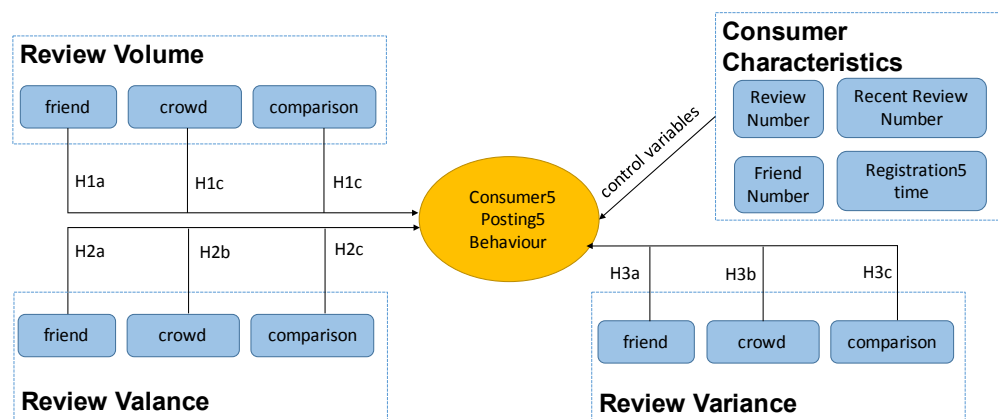 Review Volume
friend
crowd
comparison
H1a
H1c
H1c
Consumer
Characteristics
Review
Number
Recent Review
Number
Friend
Number
Registration5
time
control variables
Consumer5
Posting5
Behaviour
H2a
H2b
H2c
friend
crowd
comparison
Review Valance
H3a
H3b
H3c
friend
crowd
comparison
Review Variance